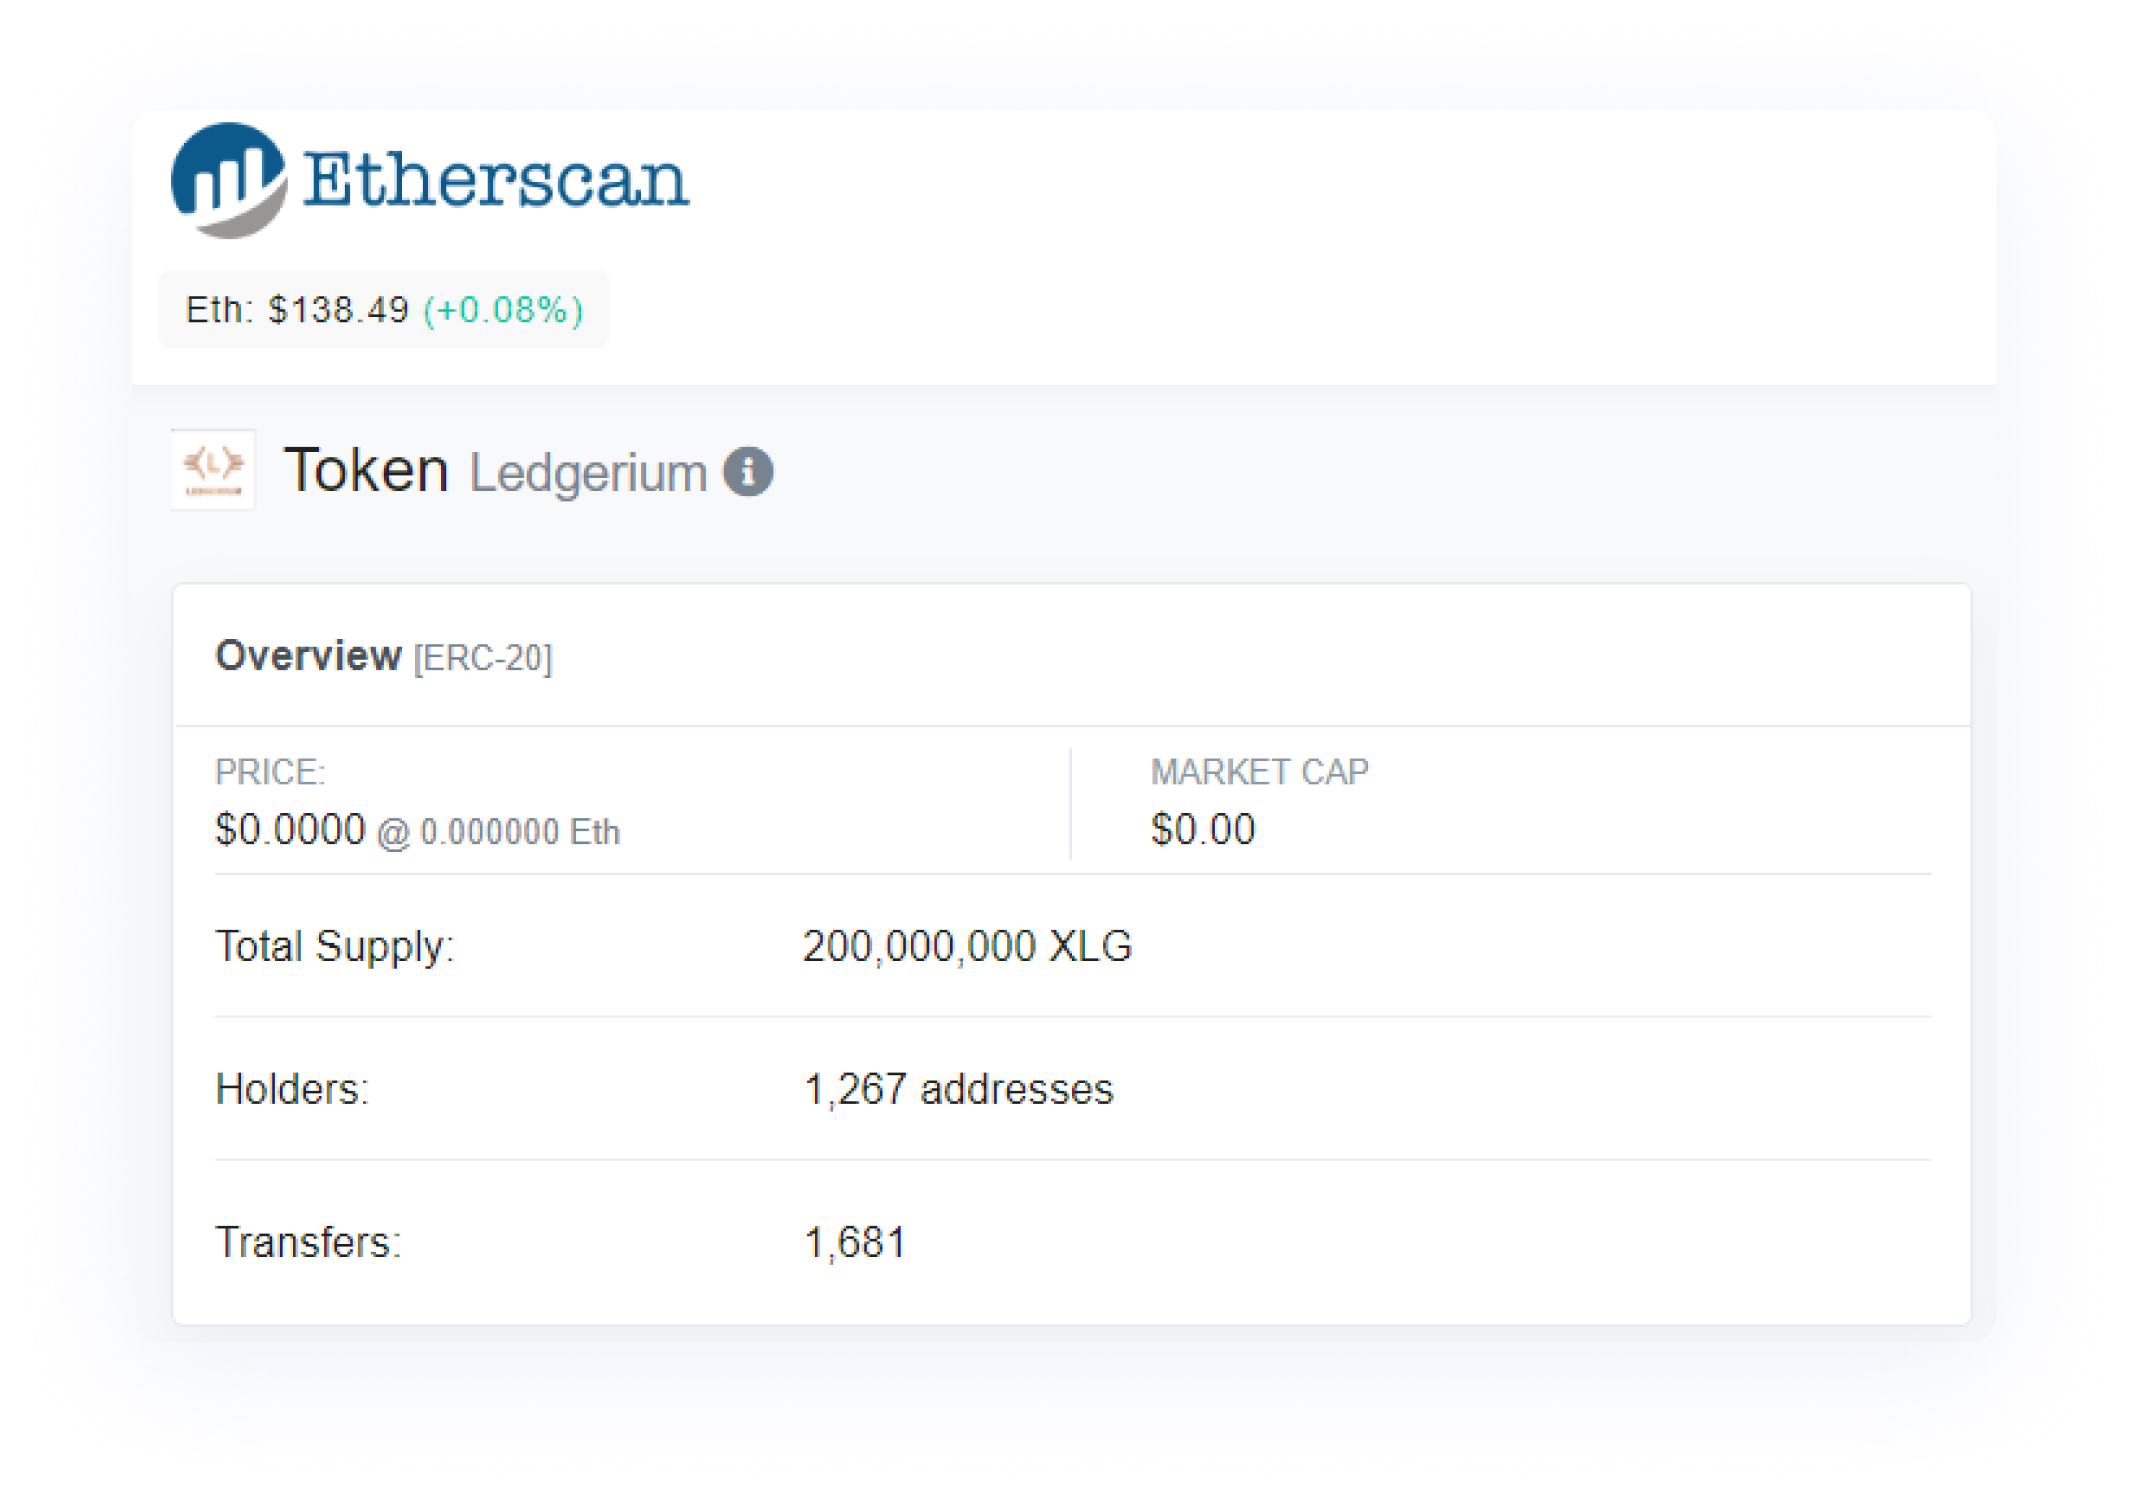 Etherscan
Eth: $138.49 (+0.08%)
Token Ledgerium
Overview [ERC-20]
PRICE:
$0.0000 @ 0.000000 Eth
MARKET CAP
$0.00
Total Supply: 200,000,000 XLG
Holders: 1,267 addresses
Transfers: 1,681